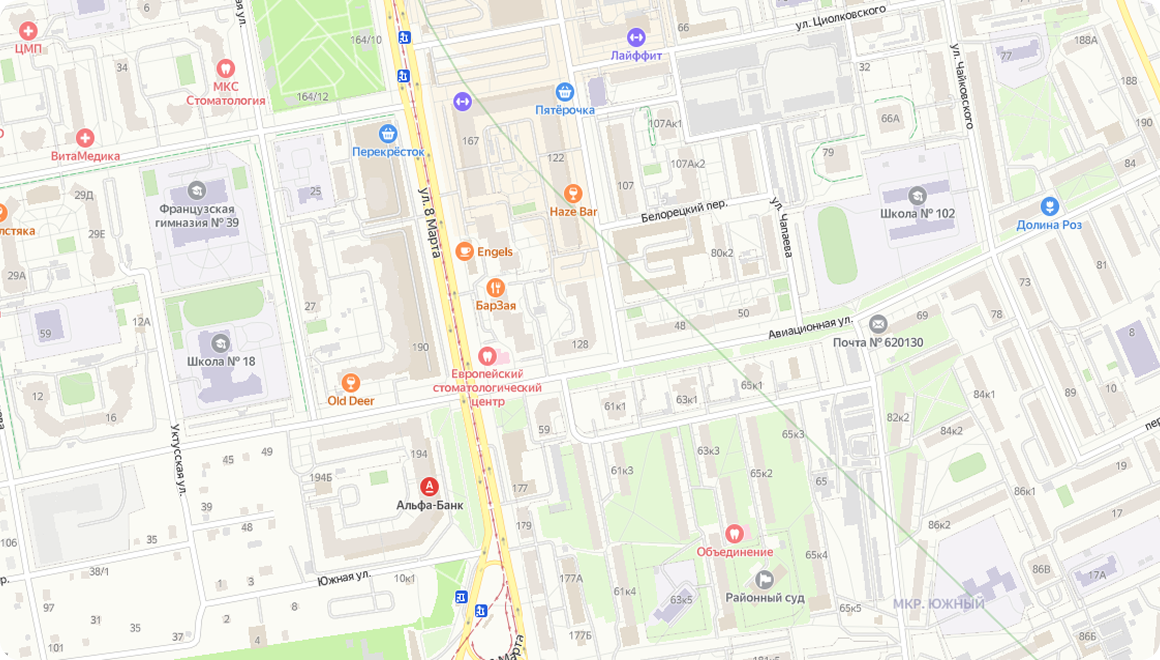 6
66
ул. Циолковского
188А
ЦМП
34
164/10
Лайффит
77
32
188
МКС
Стоматология
164/12
Пятёрочка
ул. Чайковского
107Ак1
66А
190
ВитаМедика
Перекрёсток
167
122
107Ак2
79
84
29Д
25
107
Французская
гимназия № 39
Haze Bar
Белорецкий пер.
Школа № 102
Долина Роз
29Е
ул. 8 Марта
ул. Чапаева
Engels
80к2
81
29А
73
БарЗая
27
12А
59
48
50
Авиационная ул.
69
78
Почта № 620130
8
Школа № 18
190
128
Европейский
стоматологический
центр
12
16
Old Deer
61к1
63к1
65к1
89
10
84к1
82к2
84к2
59
65к3
Уктусская ул.
45
49
194
63к3
61к3
65к2
19
194Б
177
65
86к1
Альфа-Банк
39
48
179
17
86к2
106
35
Объединение
65к4
38/1
1
3
Южная ул.
10к1
177А
61к4
63к5
Районный суд
86В
17А
97
8
2
65к5
МКР. ЮЖНЫЙ
31
35
37
4
177Б
86Б
101